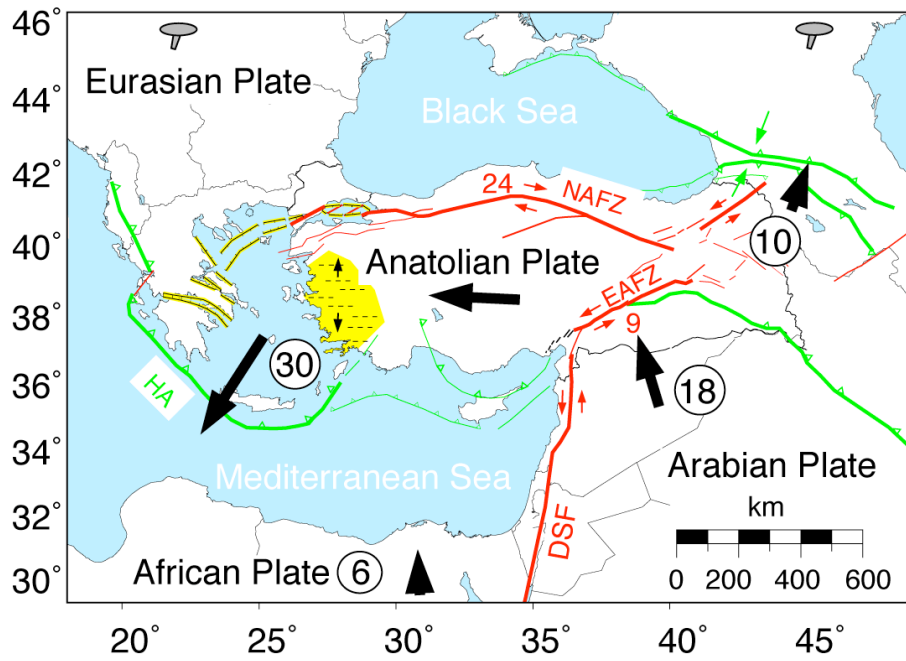 46°
44°
42°
40°
38°
36°
34°
32°
30°
Eurasian Plate
Black Sea
24
NAFZ
10
Anatolian Plate
EAFZ
9
30
18
HA
Mediterranean Sea
Arabian Plate
DSF
km
0 200 400 600
African Plate 6
20° 25° 30° 35° 40° 45°